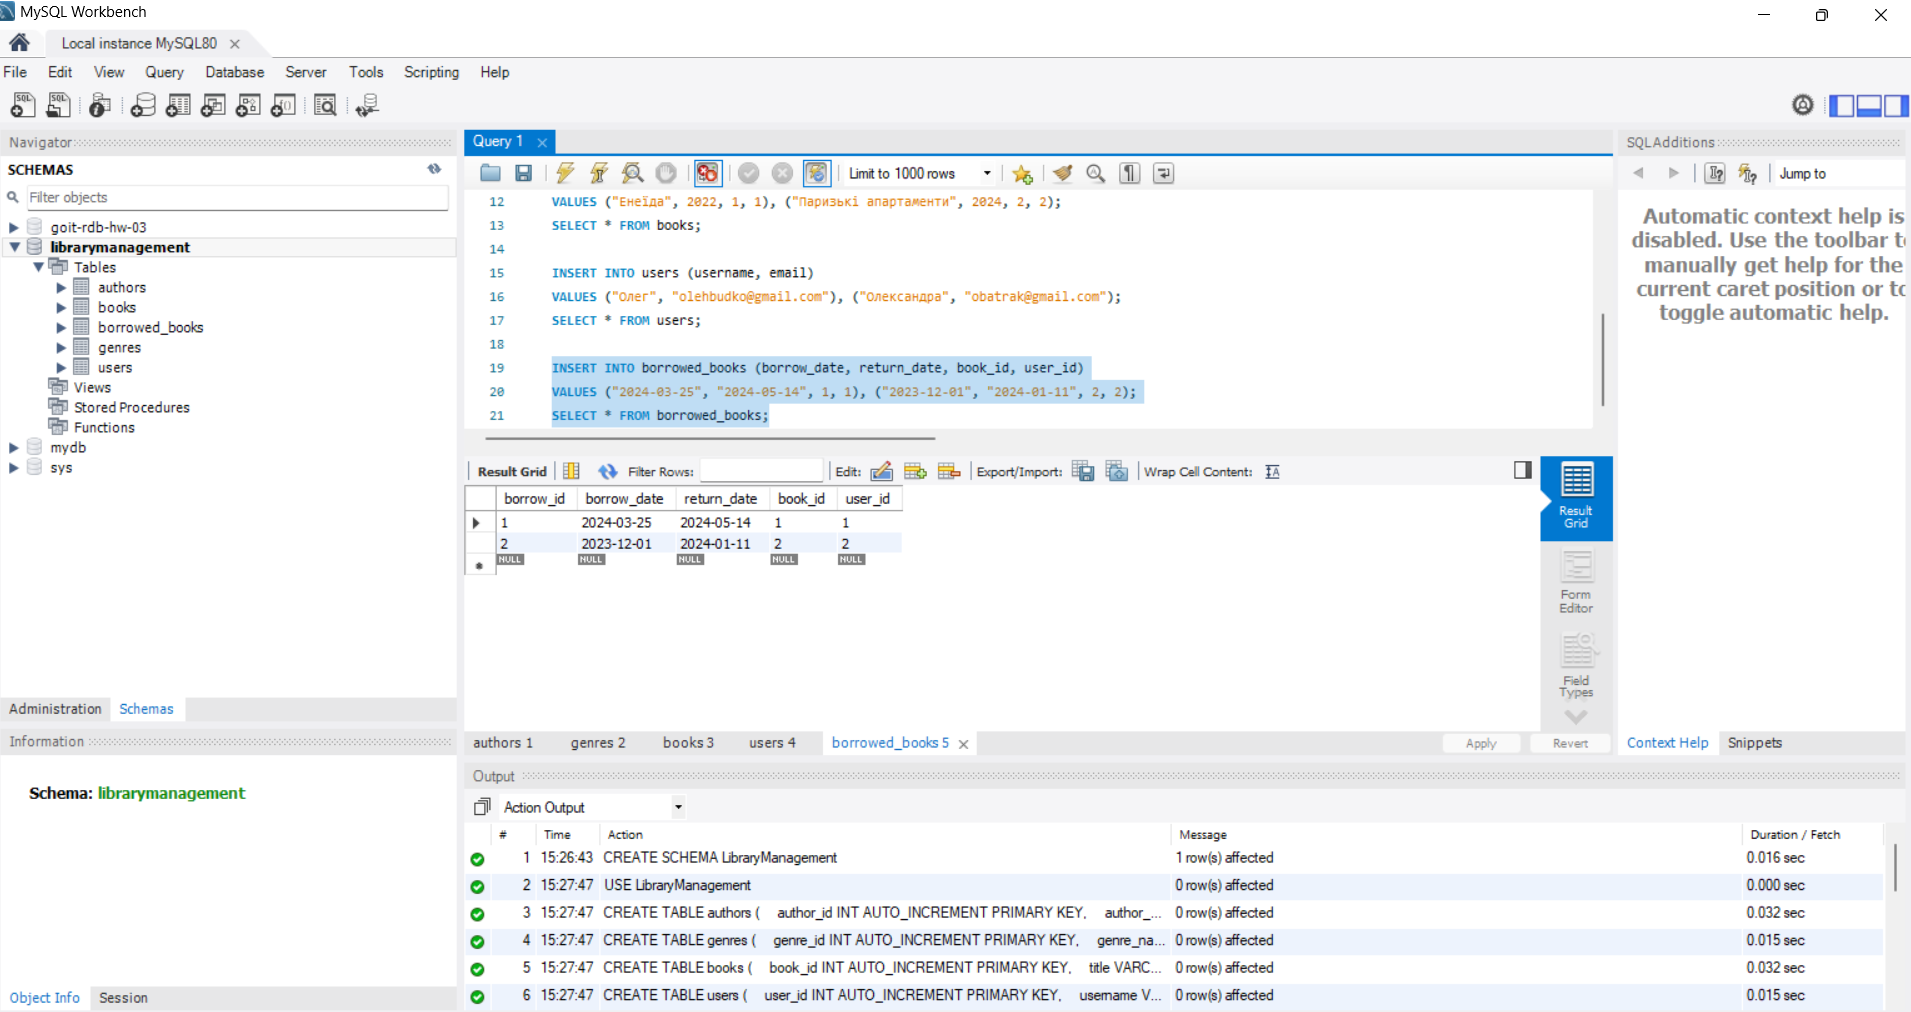 MySQL Workbench
Local instance MySQL80
File Edit View Query Database Server Tools Scripting Help
Navigator
SCHEMAS
Filter objects
goit-rdb-hw-03
librarymanagement
Tables
authors
books
borrowed_books
genres
users
Views
Stored Procedures
Functions
mydb
sys
Administration Schemas
Information
Schema: librarymanagement
Object Info Session
Query 1
Limit to 1000 rows
12 VALUES ("Енеїда", 2022, 1, 1), ("Паризькі апартаменти", 2024, 2, 2);
13 SELECT * FROM books;
14
15 INSERT INTO users (username, email)
16 VALUES ("Олег", "olehbudko@gmail.com"), ("Олександра", "obatrak@gmail.com");
17 SELECT * FROM users;
18
19 INSERT INTO borrowed_books (borrow_date, return_date, book_id, user_id)
20 VALUES ("2024-03-25", "2024-05-14", 1, 1), ("2023-12-01", "2024-01-11", 2, 2);
21 SELECT * FROM borrowed_books;
Result Grid Filter Rows: Edit: Export/Import: Wrap Cell Content:
borrow_id borrow_date return_date book_id user_id
1 2024-03-25 2024-05-14 1 1
2 2023-12-01 2024-01-11 2 2
NULL NULL NULL NULL NULL
Result
Grid
Form
Editor
Field
Types
authors 1 genres 2 books 3 users 4 borrowed_books 5 Apply Revert
SQLAdditions
Jump to
Automatic context help is
disabled. Use the toolbar t
manually get help for the
current caret position or to
toggle automatic help.
Context Help Snippets
Output
Action Output
# Time Action Message Duration / Fetch
1 15:26:43 CREATE SCHEMA LibraryManagement 1 row(s) affected 0.016 sec
2 15:27:47 USE LibraryManagement 0 row(s) affected 0.000 sec
3 15:27:47 CREATE TABLE authors ( author_id INT AUTO_INCREMENT PRIMARY KEY, author_... 0 row(s) affected 0.032 sec
4 15:27:47 CREATE TABLE genres ( genre_id INT AUTO_INCREMENT PRIMARY KEY, genre_na... 0 row(s) affected 0.015 sec
5 15:27:47 CREATE TABLE books ( book_id INT AUTO_INCREMENT PRIMARY KEY, title VARC... 0 row(s) affected 0.032 sec
6 15:27:47 CREATE TABLE users ( user_id INT AUTO_INCREMENT PRIMARY KEY, username V... 0 row(s) affected 0.015 sec